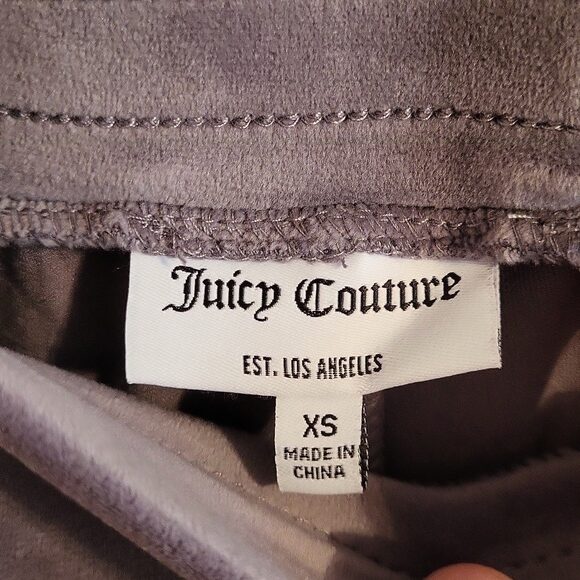 Juicy Couture
EST. LOS ANGELES
XS
MADE IN
CHINA